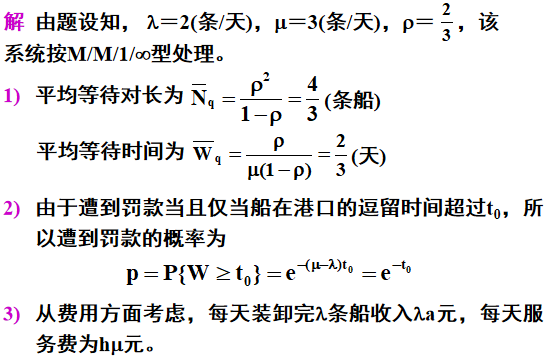 解 由题设知， λ＝2(条/天)，μ＝3(条/天)，ρ＝ 2/3 ，该
系统按M/M/1/∞型处理。
1) 平均等待对长为 N̄q = ρ²/(1−ρ) = 4/3 (条船)
平均等待时间为 W̄q = ρ/(μ(1−ρ)) = 2/3 (天)
2) 由于遭到罚款当且仅当船在港口的逗留时间超过t₀，所
以遭到罚款的概率为
p = P{W ≥ t₀} = e^(−(μ−λ)t₀) = e^(−t₀)
3) 从费用方面考虑，每天装卸完λ条船收入λa元，每天服
务费为hμ元。